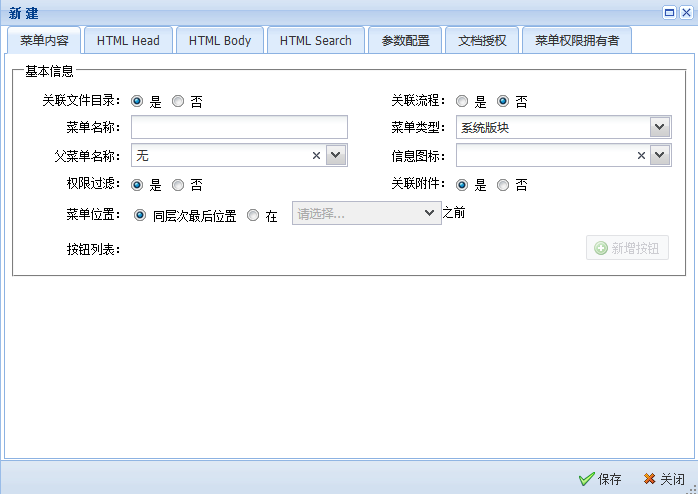 新 建
菜单内容 HTML Head HTML Body HTML Search 参数配置 文档授权 菜单权限拥有者
基本信息
关联文件目录： 是 否 关联流程： 是 否
菜单名称： 菜单类型： 系统版块
父菜单名称： 无 信息图标：
权限过滤： 是 否 关联附件： 是 否
菜单位置： 同层次最后位置 在 请选择... 之前
按钮列表： 新增按钮
保存 关闭